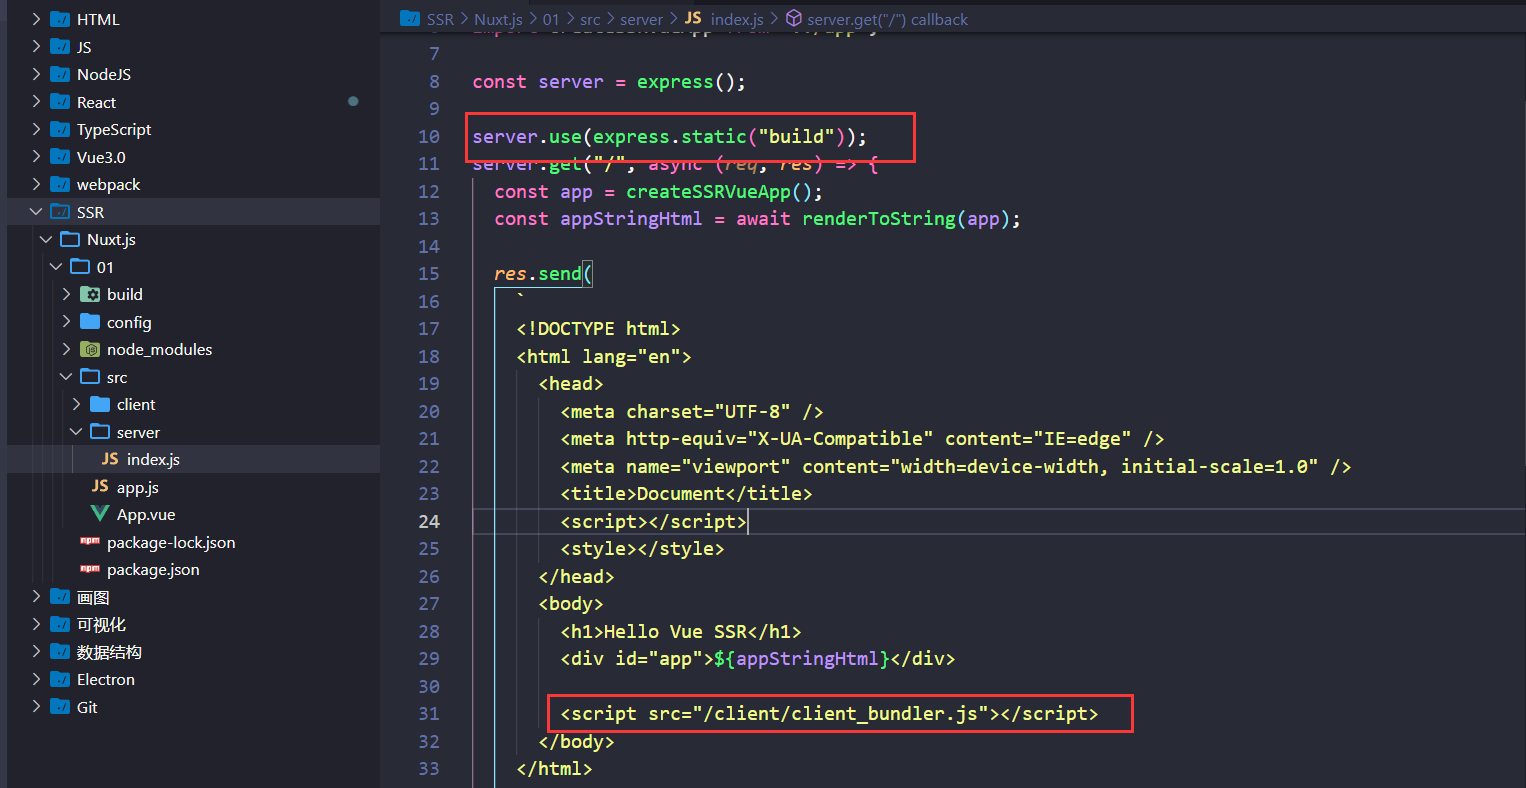 HTML
JS
NodeJS
React
TypeScript
Vue3.0
webpack
SSR
Nuxt.js
01
build
config
node_modules
src
client
server
JS index.js
JS app.js
App.vue
npm package-lock.json
npm package.json
画图
可视化
数据结构
Electron
Git
SSR > Nuxt.js > 01 > src > server > JS index.js > server.get("/") callback
7
8 const server = express();
9
10 server.use(express.static("build"));
11 server.get("/", async (req, res) => {
12 const app = createSSRVueApp();
13 const appStringHtml = await renderToString(app);
14
15 res.send(
16 `
17 <!DOCTYPE html>
18 <html lang="en">
19 <head>
20 <meta charset="UTF-8" />
21 <meta http-equiv="X-UA-Compatible" content="IE=edge" />
22 <meta name="viewport" content="width=device-width, initial-scale=1.0" />
23 <title>Document</title>
24 <script></script>
25 <style></style>
26 </head>
27 <body>
28 <h1>Hello Vue SSR</h1>
29 <div id="app">${appStringHtml}</div>
30
31 <script src="/client/client_bundler.js"></script>
32 </body>
33 </html>